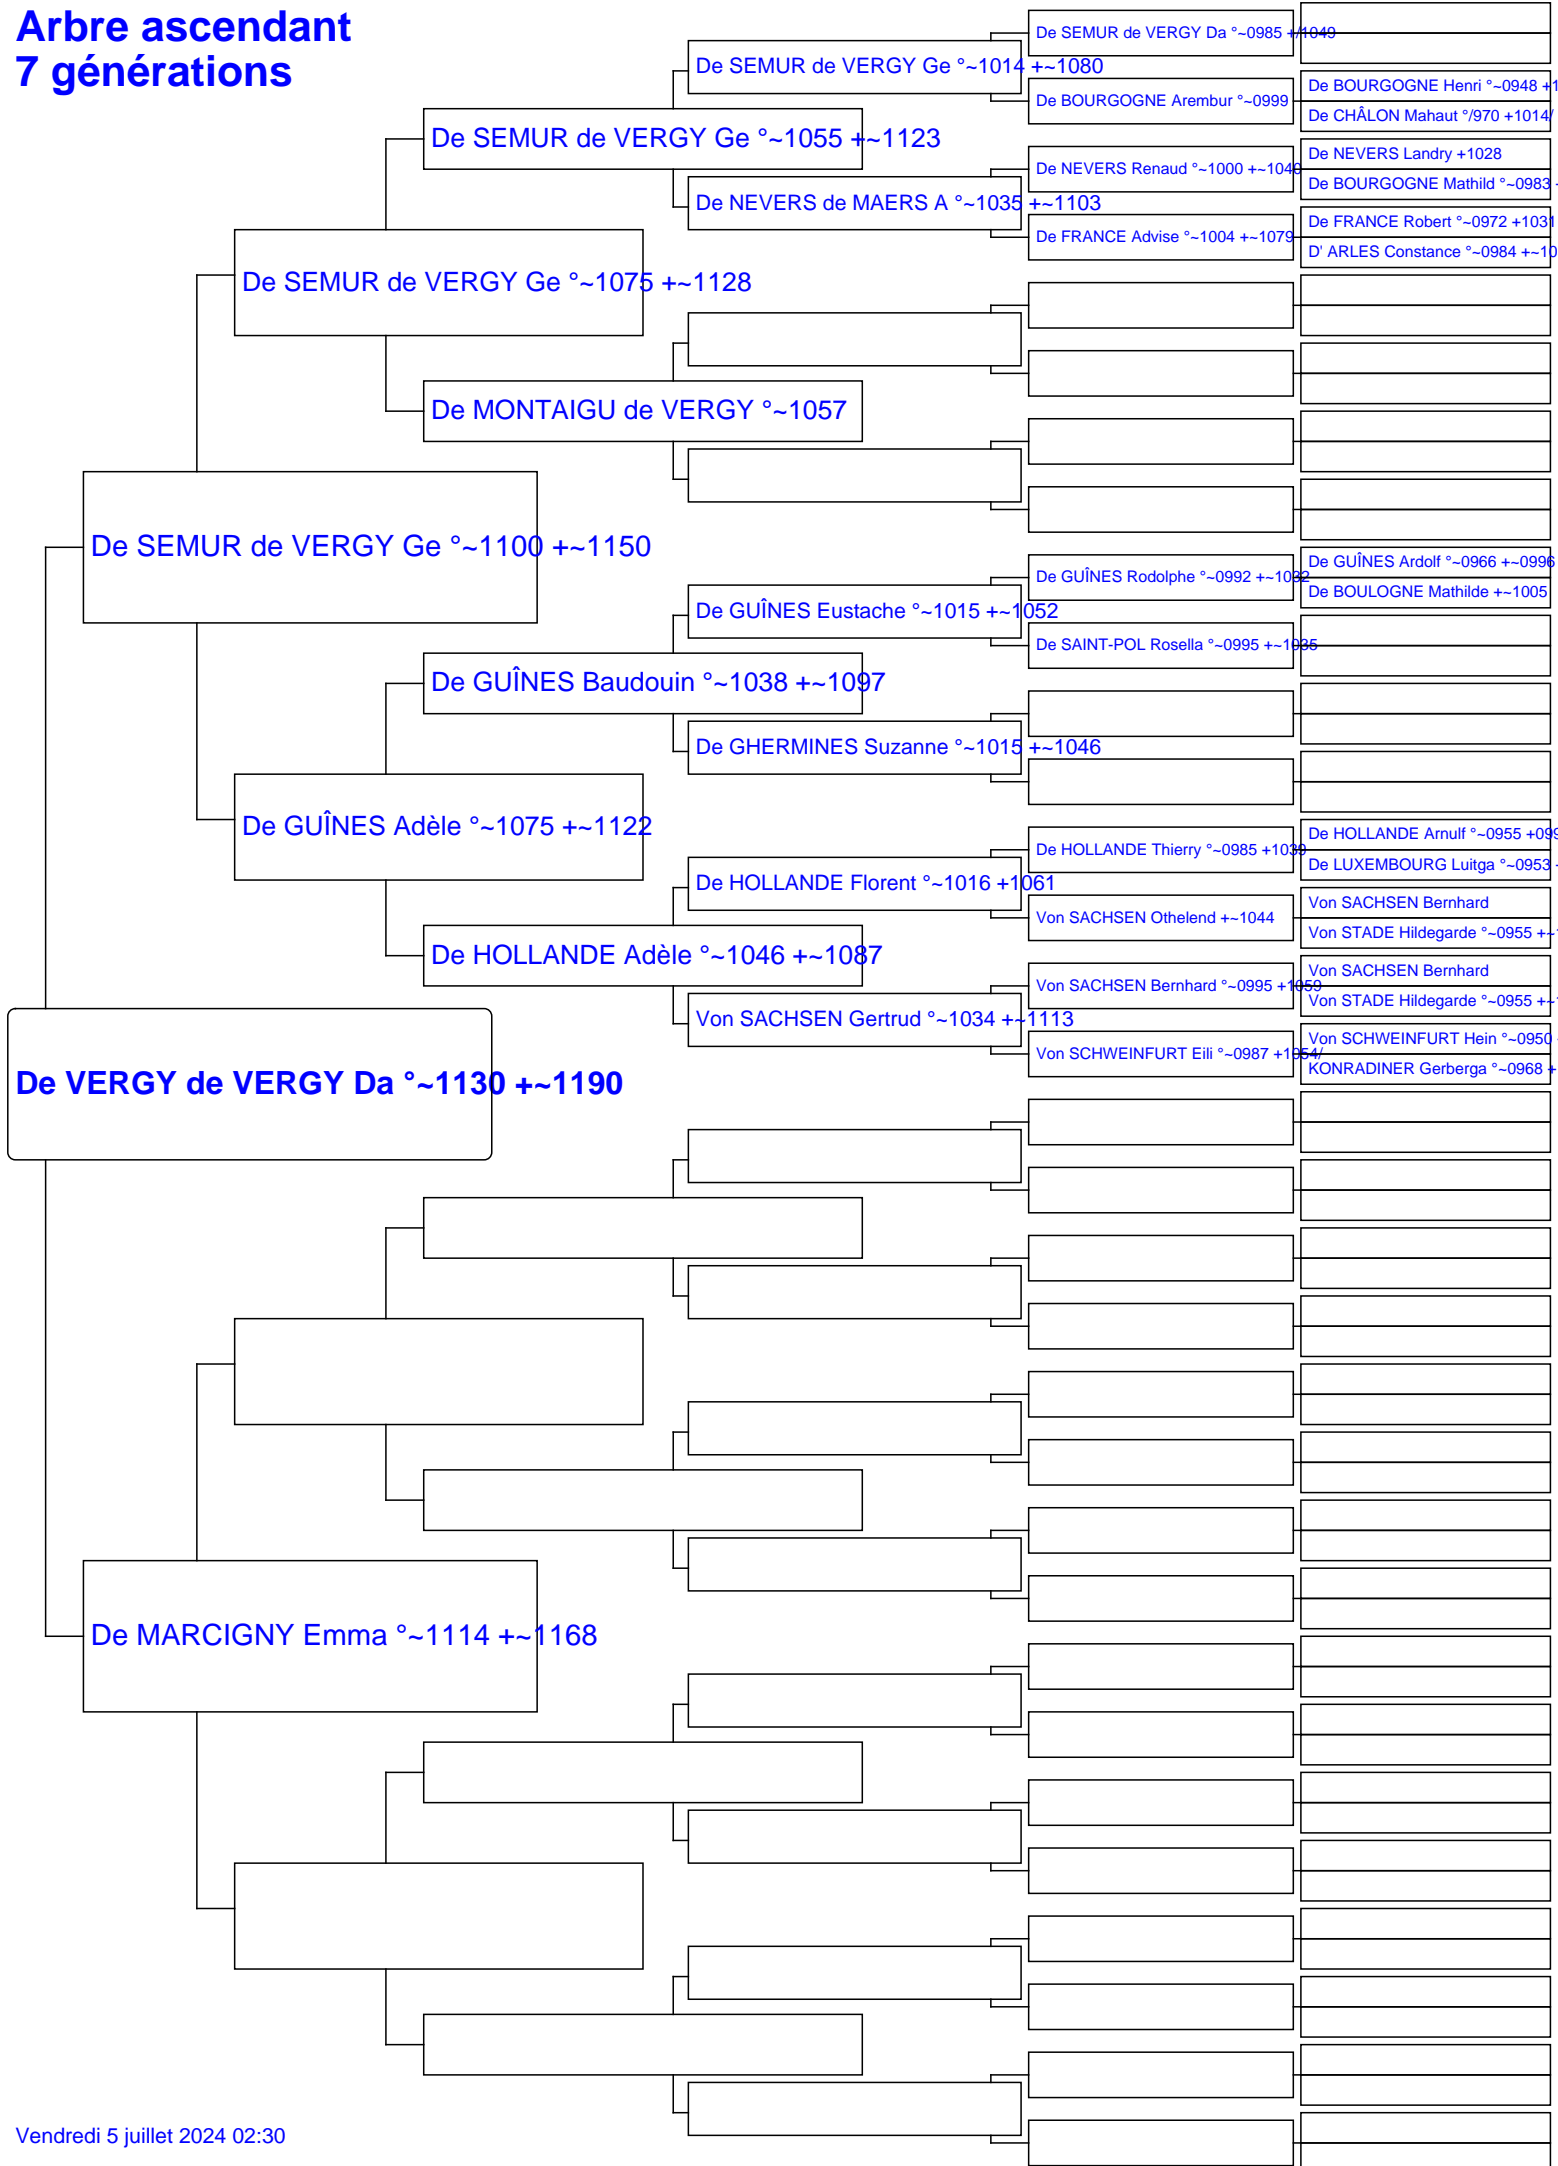 Arbre ascendant
7 générations
De SEMUR de VERGY Da °~0985 +/1049
De SEMUR de VERGY Ge °~1014 +~1080
De BOURGOGNE Henri °~0948 +1
De BOURGOGNE Arembur °~0999
De CHÂLON Mahaut °/970 +1014/
De SEMUR de VERGY Ge °~1055 +~1123
De NEVERS Landry +1028
De NEVERS Renaud °~1000 +~1040
De BOURGOGNE Mathild °~0983 +
De NEVERS de MAERS A °~1035 +~1103
De FRANCE Robert °~0972 +1031
De FRANCE Advise °~1004 +~1079
D' ARLES Constance °~0984 +~10
De SEMUR de VERGY Ge °~1075 +~1128
De MONTAIGU de VERGY °~1057
De SEMUR de VERGY Ge °~1100 +~1150
De GUÎNES Ardolf °~0966 +~0996
De GUÎNES Rodolphe °~0992 +~1032
De BOULOGNE Mathilde +~1005
De GUÎNES Eustache °~1015 +~1052
De SAINT-POL Rosella °~0995 +~1035
De GUÎNES Baudouin °~1038 +~1097
De GHERMINES Suzanne °~1015 +~1046
De GUÎNES Adèle °~1075 +~1122
De HOLLANDE Arnulf °~0955 +099
De HOLLANDE Thierry °~0985 +1039
De LUXEMBOURG Luitga °~0953 +
De HOLLANDE Florent °~1016 +1061
Von SACHSEN Bernhard
Von SACHSEN Othelend +~1044
Von STADE Hildegarde °~0955 +~1
De HOLLANDE Adèle °~1046 +~1087
Von SACHSEN Bernhard
Von SACHSEN Bernhard °~0995 +1059
Von STADE Hildegarde °~0955 +~1
Von SACHSEN Gertrud °~1034 +~1113
Von SCHWEINFURT Hein °~0950 +
Von SCHWEINFURT Eili °~0987 +1054/
KONRADINER Gerberga °~0968 +
De VERGY de VERGY Da °~1130 +~1190
De MARCIGNY Emma °~1114 +~1168
Vendredi 5 juillet 2024 02:30